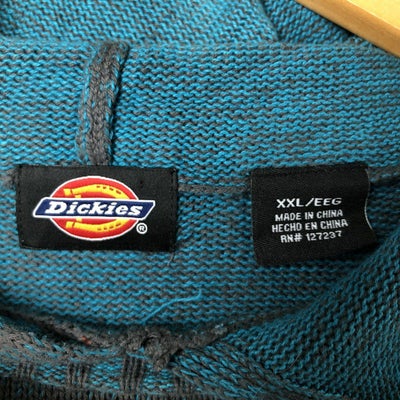 Dickies
®
XXL/EEG
MADE IN CHINA
HECHO EN CHINA
RN# 127237